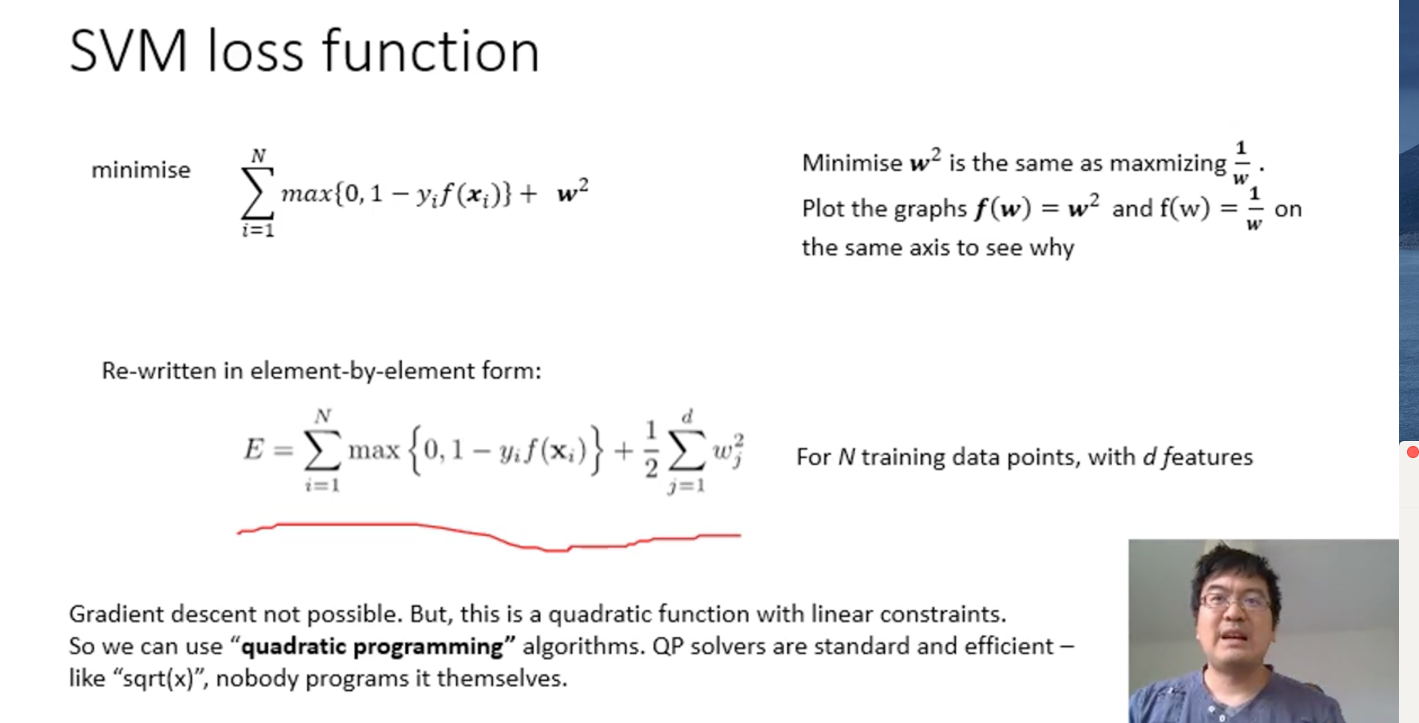 SVM loss function
minimise
$\sum_{i=1}^{N} max\{0, 1 - y_i f(\boldsymbol{x}_i)\} + \boldsymbol{w}^2$
Minimise $\boldsymbol{w}^2$ is the same as maxmizing $\frac{1}{\boldsymbol{w}}$ .
Plot the graphs $\boldsymbol{f}(\boldsymbol{w}) = \boldsymbol{w}^2$ and f(w) = $\frac{1}{\boldsymbol{w}}$ on
the same axis to see why
Re-written in element-by-element form:
$E = \sum_{i=1}^{N} \max \left\{0, 1 - y_i f(\mathbf{x}_i)\right\} + \frac{1}{2} \sum_{j=1}^{d} w_j^2$
For N training data points, with d features
Gradient descent not possible. But, this is a quadratic function with linear constraints.
So we can use “quadratic programming” algorithms. QP solvers are standard and efficient –
like “sqrt(x)”, nobody programs it themselves.